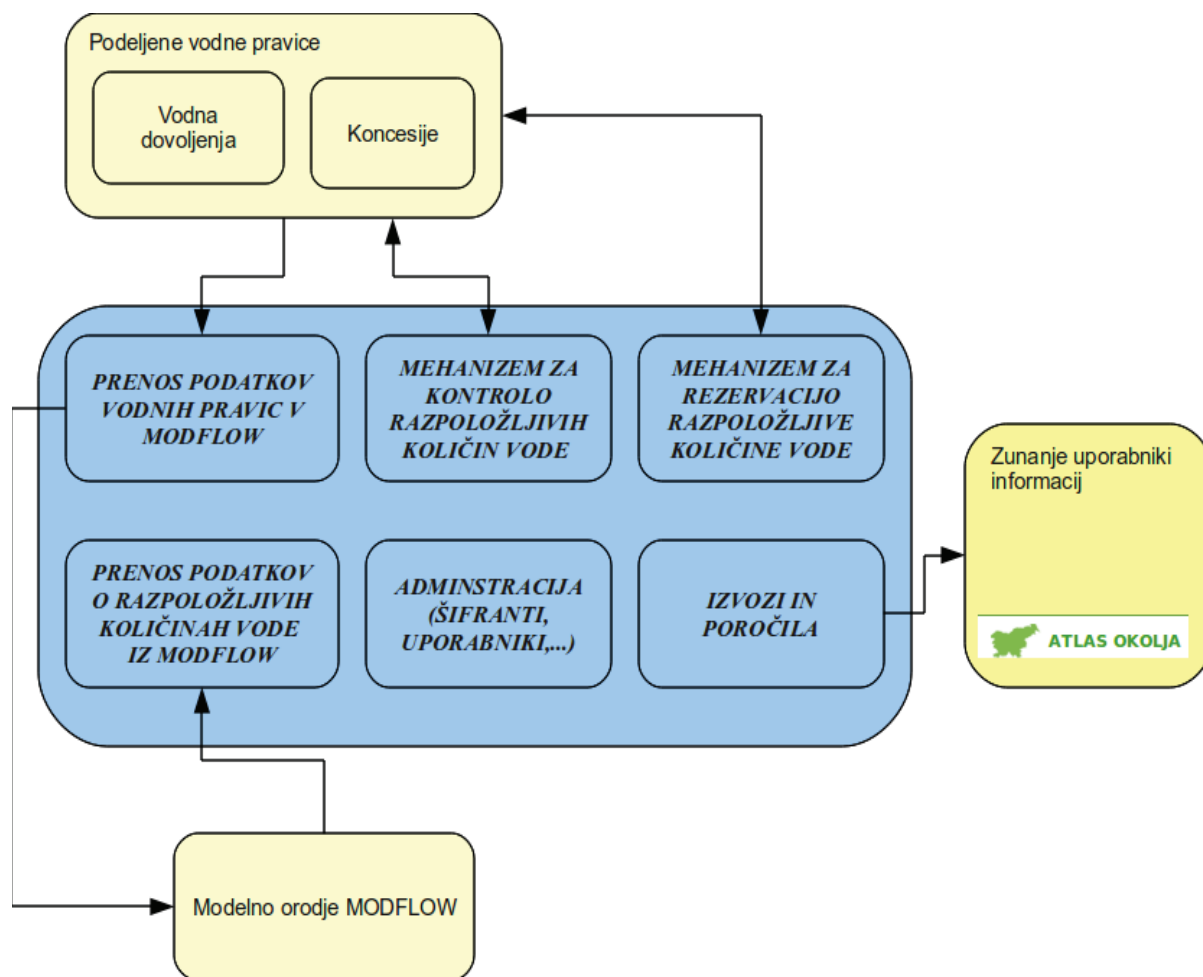 Podeljene vodne pravice
Vodna
dovoljenja
Koncesije
PRENOS PODATKOV
VODNIH PRAVIC V
MODFLOW
MEHANIZEM ZA
KONTROLO
RAZPOLOŽLJIVIH
KOLIČIN VODE
MEHANIZEM ZA
REZERVACIJO
RAZPOLOŽLJIVE
KOLIČINE VODE
Zunanje uporabniki
informacij
PRENOS PODATKOV
O RAZPOLOŽLJIVIH
KOLIČINAH VODE
IZ MODFLOW
ADMINSTRACIJA
(ŠIFRANTI,
UPORABNIKI,...)
IZVOZI IN
POROČILA
ATLAS OKOLJA
Modelno orodje MODFLOW